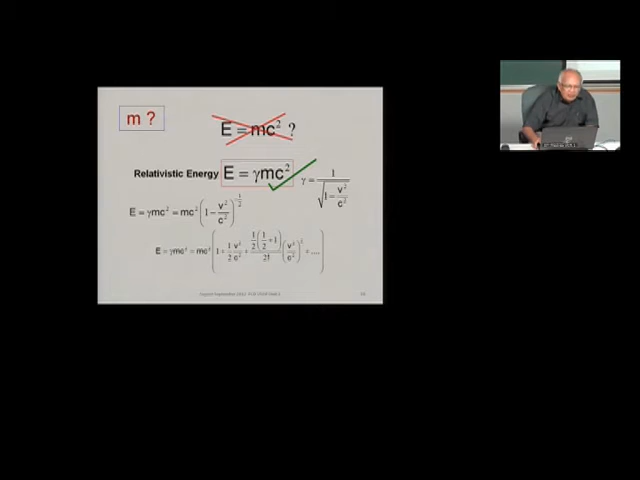 m ?
E = mc² ?
Relativistic Energy E = γmc²
γ = 1 / √(1 − v²/c²)
E = γmc² = mc² (1 − v²/c²)^(-1/2)
E = γmc² = mc² (1 + 1/2 v²/c² + (1/2 (1/2 + 1))/2! (v²/c²)² + ....)